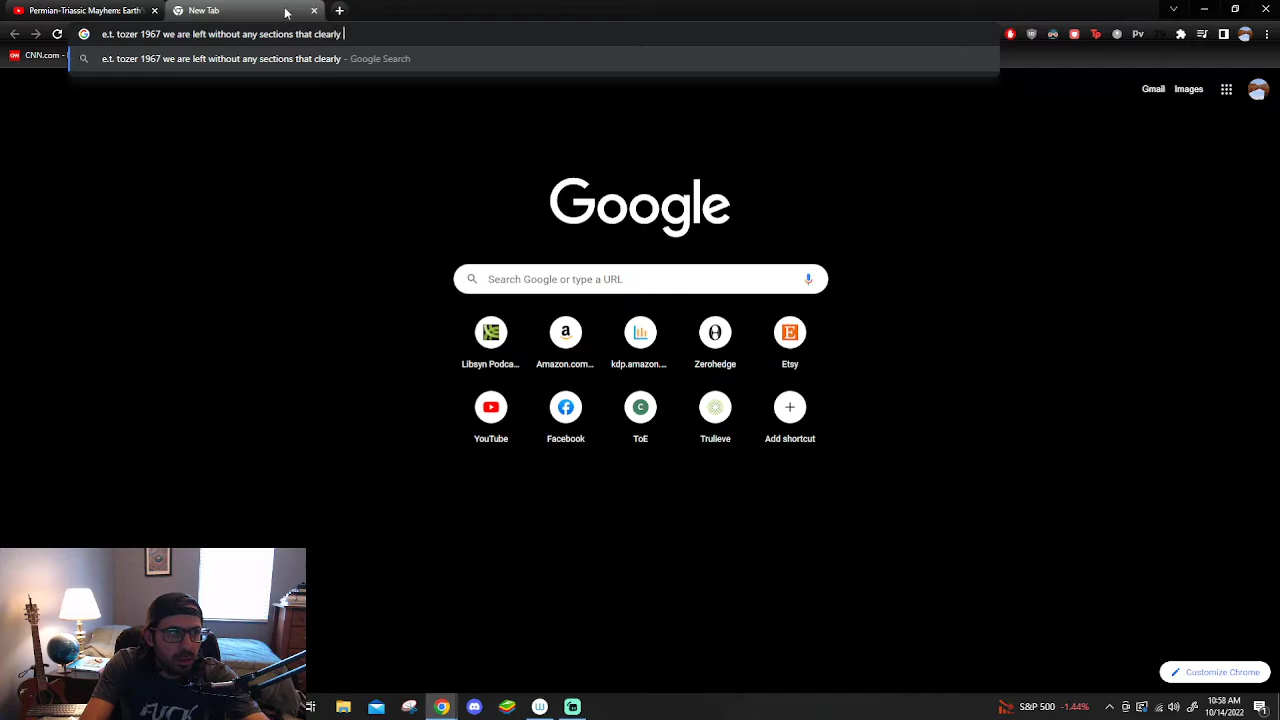 Permian-Triassic Mayhem: Earth'
New Tab
e.t. tozer 1967 we are left without any sections that clearly
e.t. tozer 1967 we are left without any sections that clearly - Google Search
CNN.com -
Gmail
Images
Google
Search Google or type a URL
Libsyn Podca...
Amazon.com...
kdp.amazon....
Zerohedge
Etsy
YouTube
Facebook
ToE
Trulieve
Add shortcut
Customize Chrome
FUCK
S&P 500 -1.44%
10:58 AM
10/14/2022